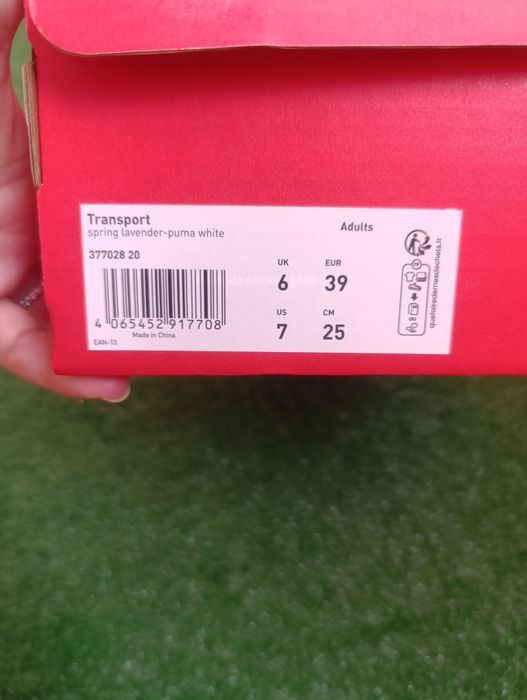 Transport
spring lavender-puma white
Adults
377028 20
UK EUR
6 39
US CM
7 25
4 065452 917708
Made in China
EAN-13
FR
quefairedemesdechets.fr